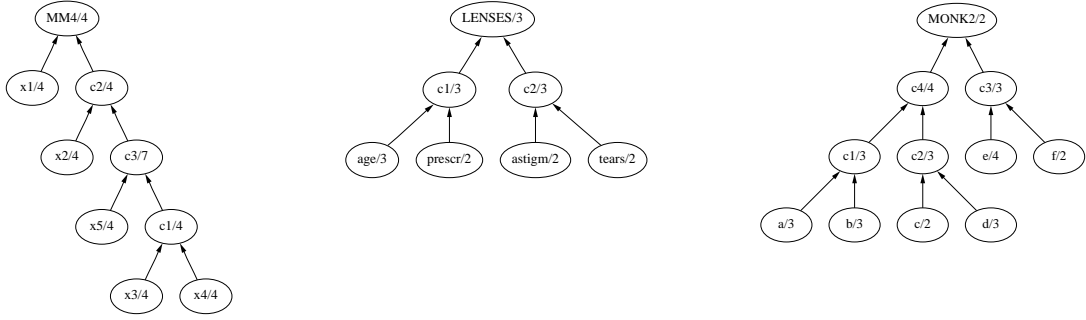 MM4/4
x1/4
c2/4
x2/4
c3/7
x5/4
c1/4
x3/4
x4/4
LENSES/3
c1/3
c2/3
age/3
prescr/2
astigm/2
tears/2
MONK2/2
c4/4
c3/3
c1/3
c2/3
e/4
f/2
a/3
b/3
c/2
d/3